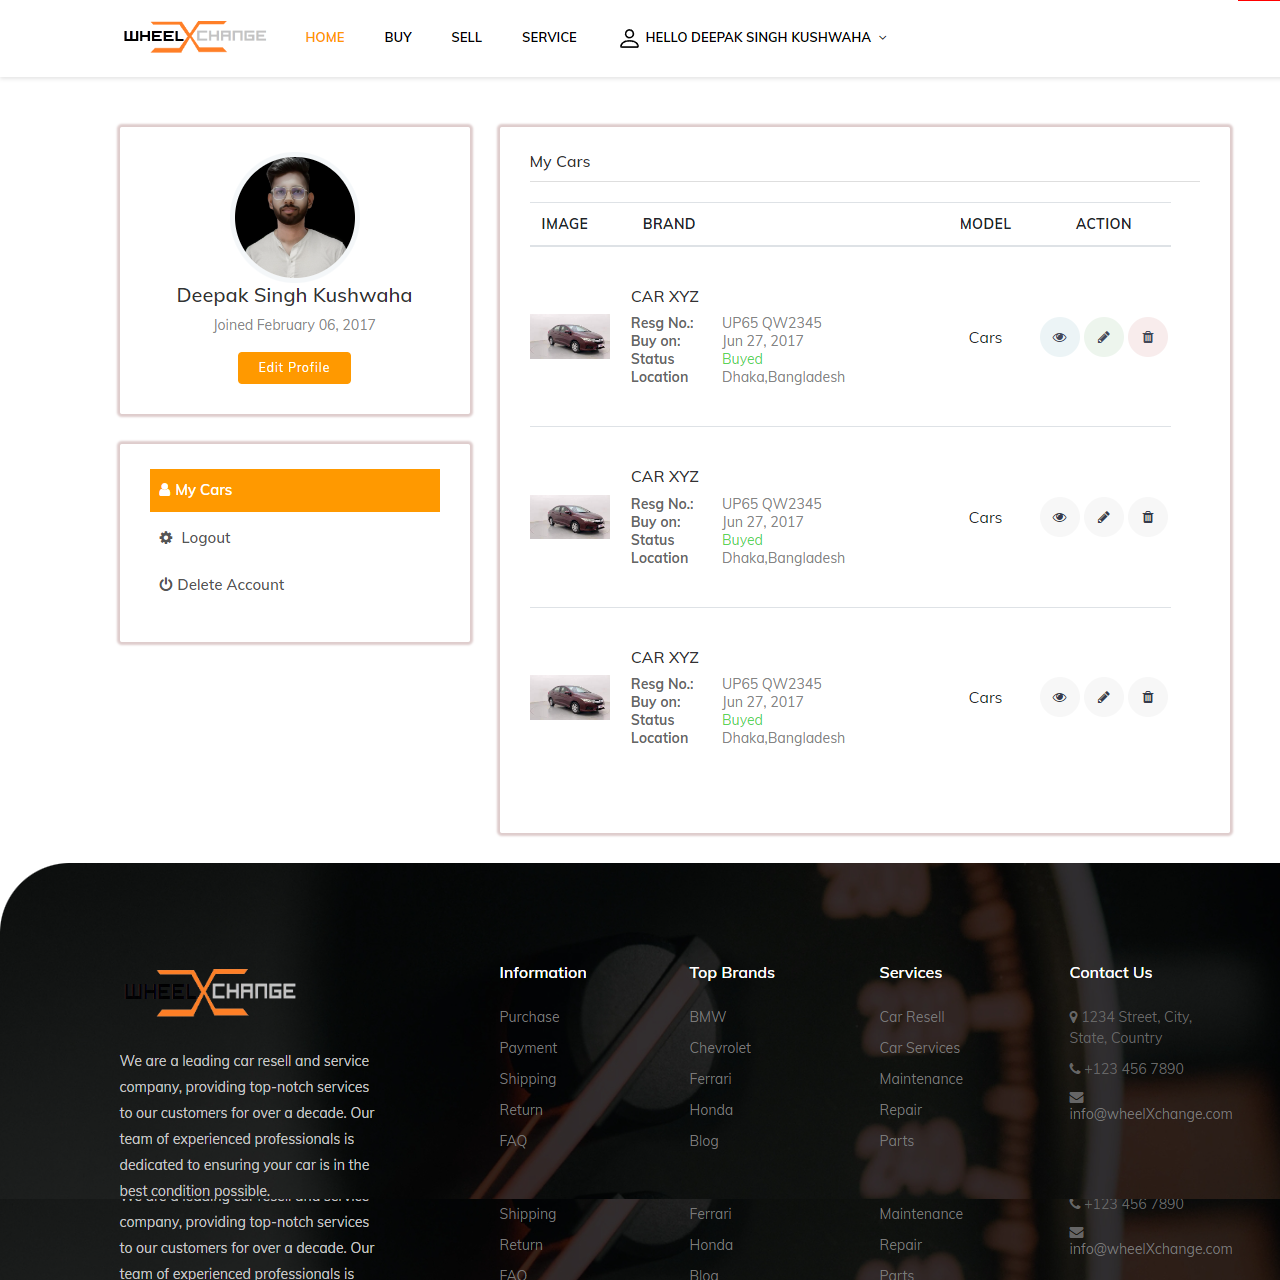 WHEELXCHANGE
HOME BUY SELL SERVICE HELLO DEEPAK SINGH KUSHWAHA
Deepak Singh Kushwaha
Joined February 06, 2017
Edit Profile
My Cars
Logout
Delete Account
My Cars
IMAGE BRAND MODEL ACTION
CAR XYZ
Resg No.: UP65 QW2345
Buy on: Jun 27, 2017
Status Buyed
Location Dhaka,Bangladesh
Cars
CAR XYZ
Resg No.: UP65 QW2345
Buy on: Jun 27, 2017
Status Buyed
Location Dhaka,Bangladesh
Cars
CAR XYZ
Resg No.: UP65 QW2345
Buy on: Jun 27, 2017
Status Buyed
Location Dhaka,Bangladesh
Cars
WHEELXCHANGE
We are a leading car resell and service
company, providing top-notch services
to our customers for over a decade. Our
team of experienced professionals is
dedicated to ensuring your car is in the
best condition possible.
Information
Purchase
Payment
Shipping
Return
FAQ
Top Brands
BMW
Chevrolet
Ferrari
Honda
Blog
Services
Car Resell
Car Services
Maintenance
Repair
Parts
Contact Us
1234 Street, City,
State, Country
+123 456 7890
info@wheelXchange.com
We are a leading car resell and service
company, providing top-notch services
to our customers for over a decade. Our
team of experienced professionals is
Shipping
Return
FAQ
Ferrari
Honda
Blog
Maintenance
Repair
Parts
+123 456 7890
info@wheelXchange.com